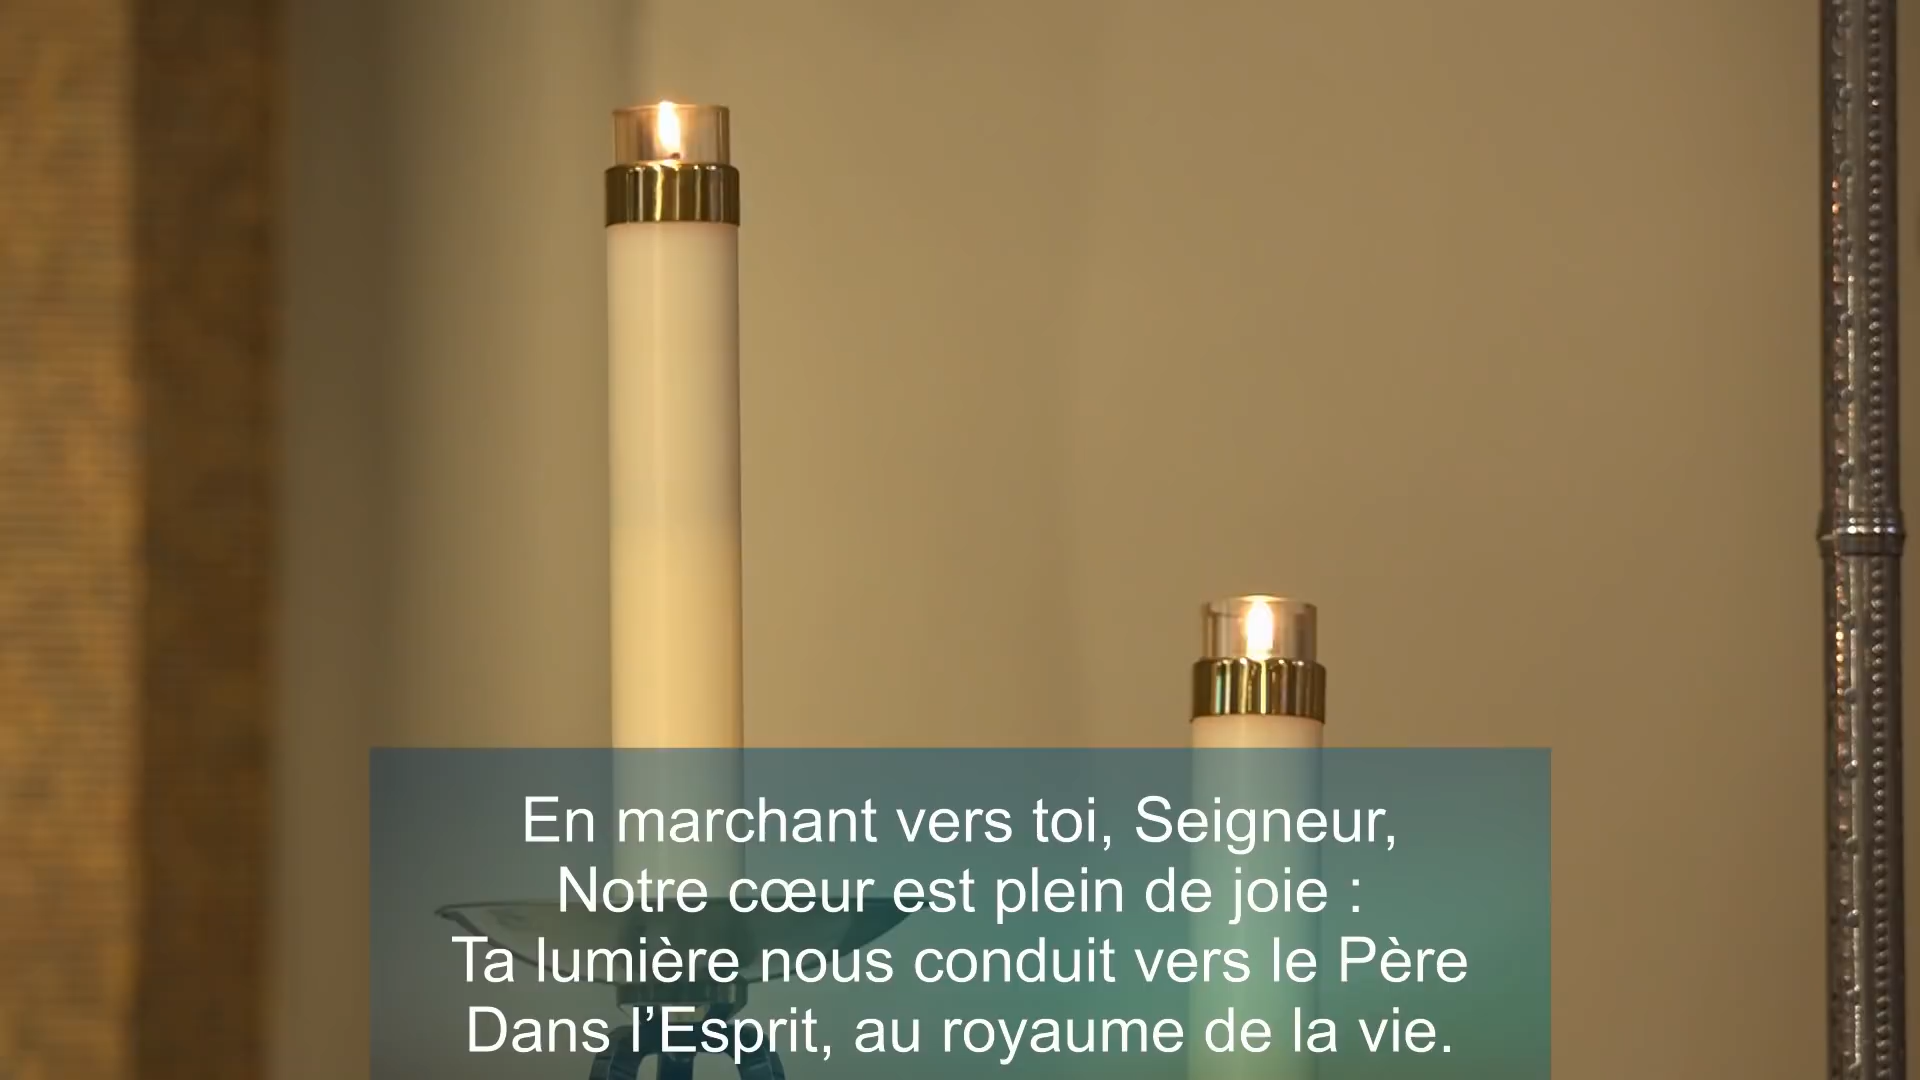 En marchant vers toi, Seigneur,
Notre cœur est plein de joie :
Ta lumière nous conduit vers le Père
Dans l’Esprit, au royaume de la vie.